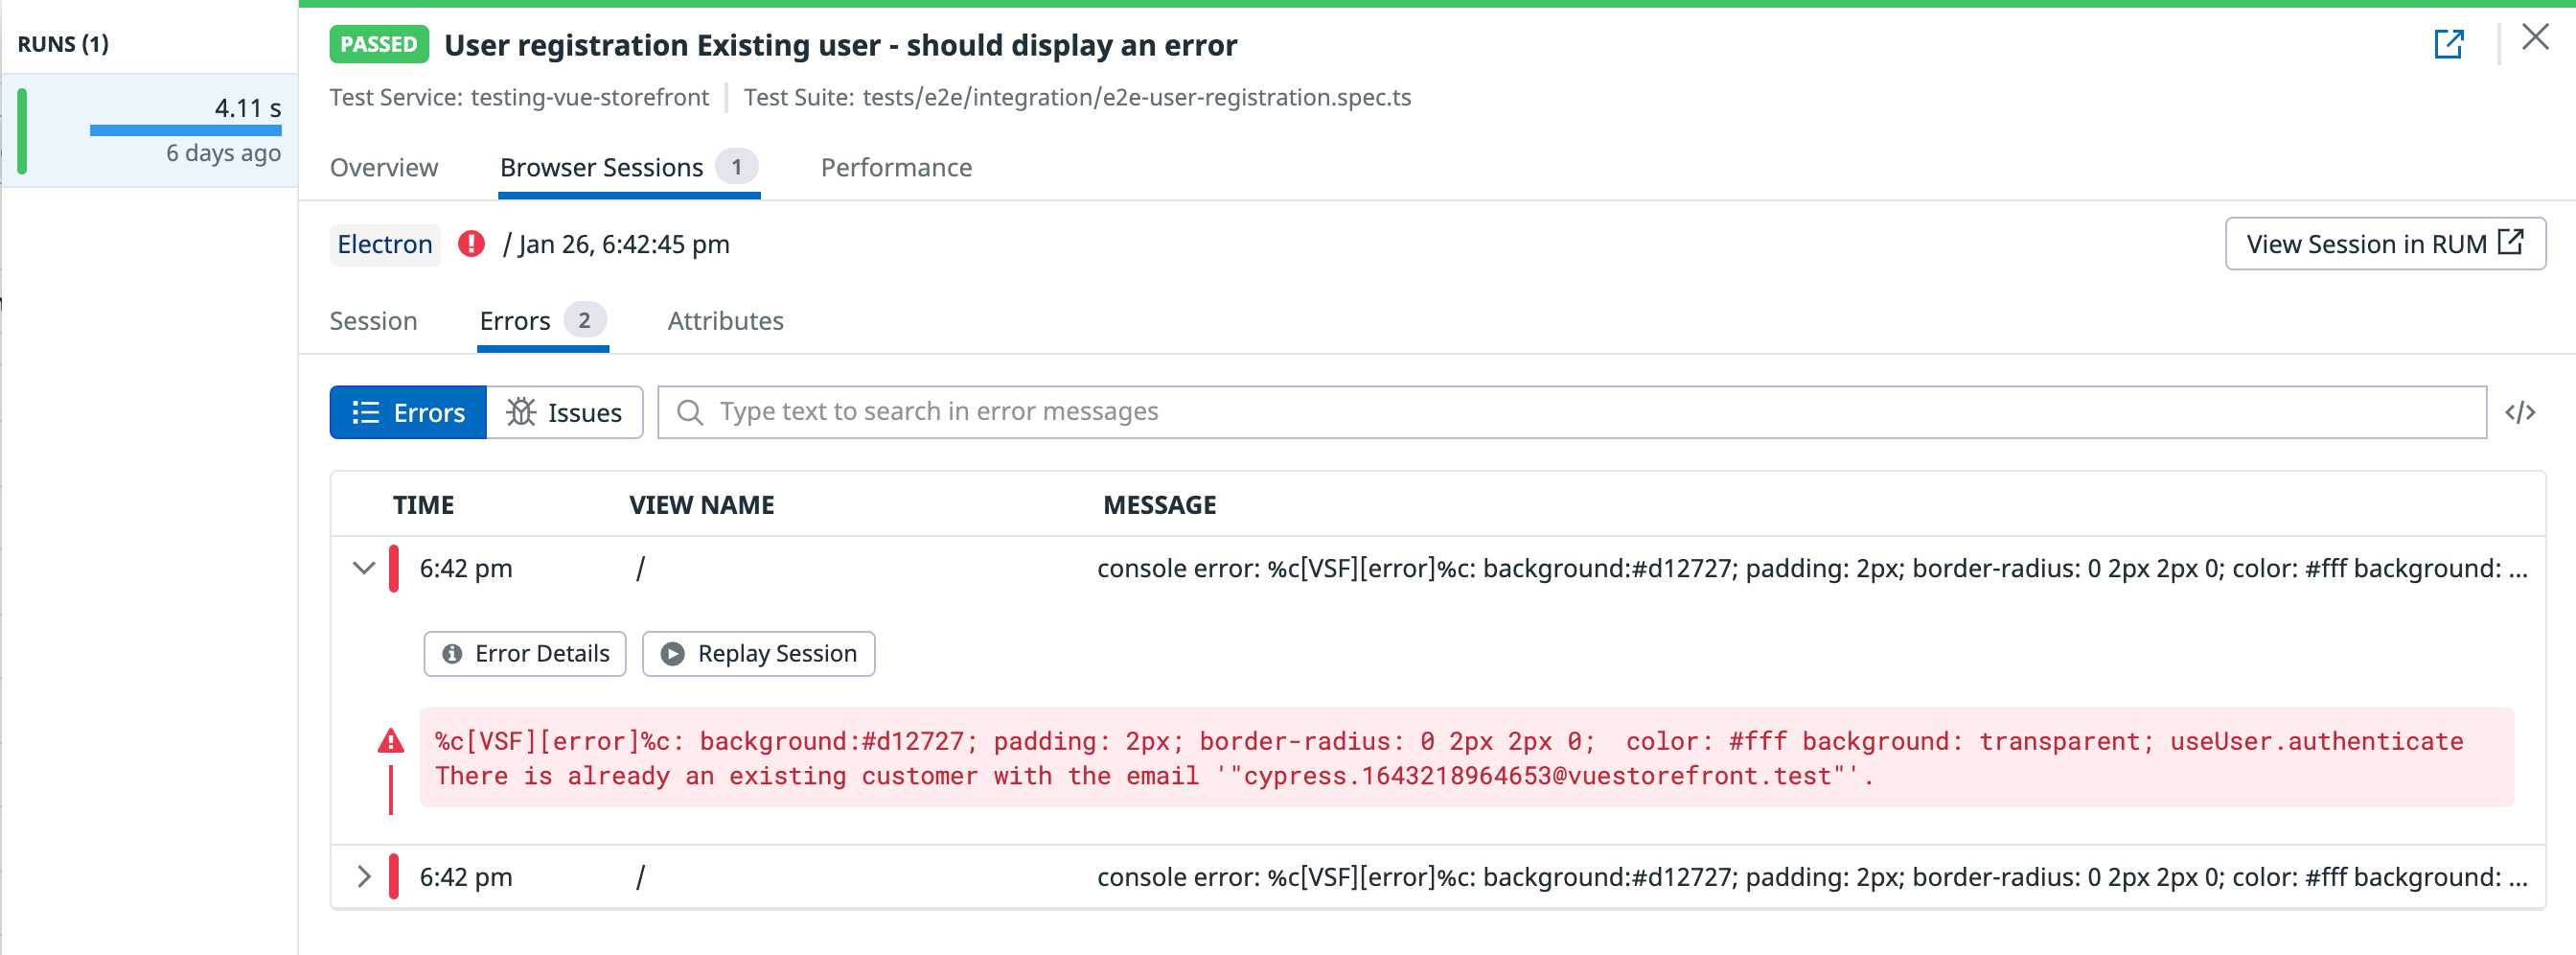 RUNS (1)
4.11 s
6 days ago
PASSED User registration Existing user - should display an error
Test Service: testing-vue-storefront Test Suite: tests/e2e/integration/e2e-user-registration.spec.ts
Overview Browser Sessions 1 Performance
Electron / Jan 26, 6:42:45 pm View Session in RUM
Session Errors 2 Attributes
Errors Issues Type text to search in error messages </>
TIME VIEW NAME MESSAGE
6:42 pm / console error: %c[VSF][error]%c: background:#d12727; padding: 2px; border-radius: 0 2px 2px 0; color: #fff background: ...
Error Details Replay Session
%c[VSF][error]%c: background:#d12727; padding: 2px; border-radius: 0 2px 2px 0;  color: #fff background: transparent; useUser.authenticate
There is already an existing customer with the email '"cypress.1643218964653@vuestorefront.test"'.
6:42 pm / console error: %c[VSF][error]%c: background:#d12727; padding: 2px; border-radius: 0 2px 2px 0; color: #fff background: ...